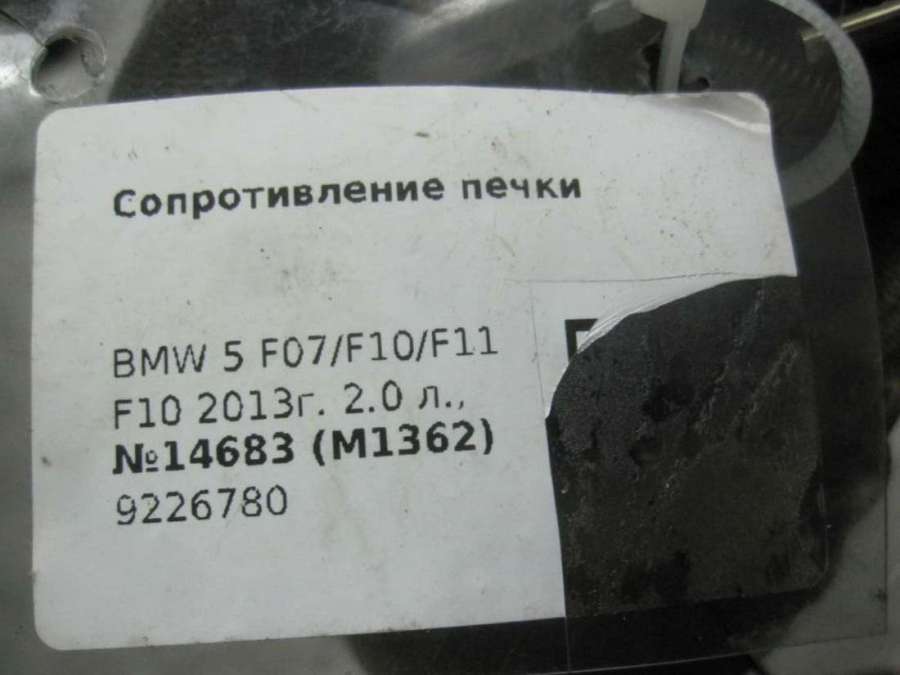 Сопротивление печки
BMW 5 F07/F10/F11
F10 2013г. 2.0 л.,
№14683 (M1362)
9226780